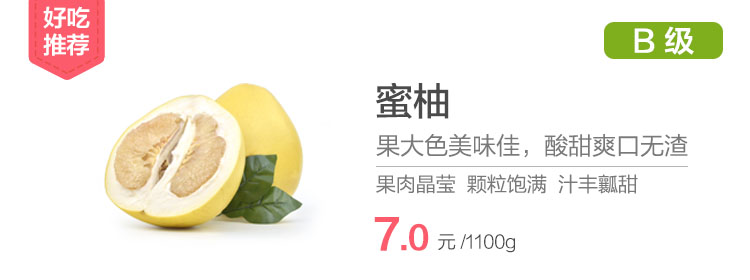 好吃
推荐
B 级
蜜柚
果大色美味佳，酸甜爽口无渣
果肉晶莹 颗粒饱满 汁丰瓤甜
7.0 元 /1100g